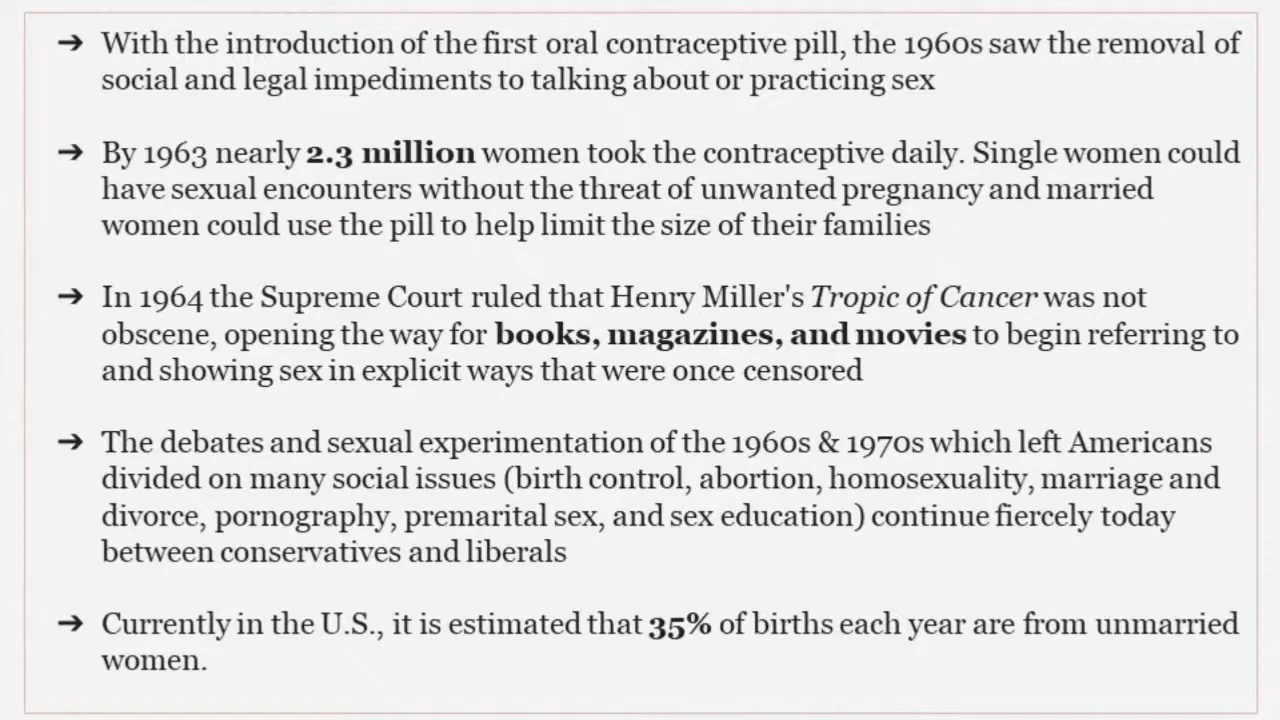 ➔ With the introduction of the first oral contraceptive pill, the 1960s saw the removal of
social and legal impediments to talking about or practicing sex
➔ By 1963 nearly 2.3 million women took the contraceptive daily. Single women could
have sexual encounters without the threat of unwanted pregnancy and married
women could use the pill to help limit the size of their families
➔ In 1964 the Supreme Court ruled that Henry Miller's Tropic of Cancer was not
obscene, opening the way for books, magazines, and movies to begin referring to
and showing sex in explicit ways that were once censored
➔ The debates and sexual experimentation of the 1960s & 1970s which left Americans
divided on many social issues (birth control, abortion, homosexuality, marriage and
divorce, pornography, premarital sex, and sex education) continue fiercely today
between conservatives and liberals
➔ Currently in the U.S., it is estimated that 35% of births each year are from unmarried
women.